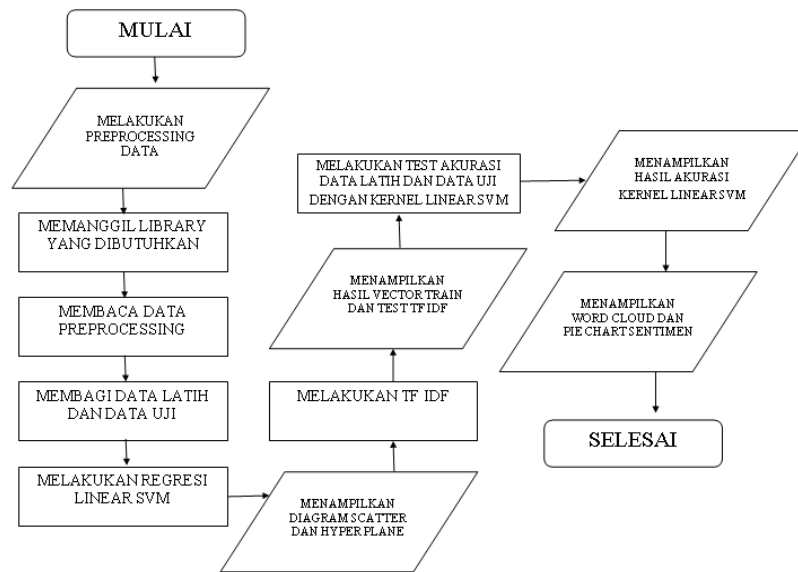 MULAI
MELAKUKAN
PREPROCESSING
DATA
MEMANGGIL LIBRARY
YANG DIBUTUHKAN
MEMBACA DATA
PREPROCESSING
MEMBAGI DATA LATIH
DAN DATA UJI
MELAKUKAN REGRESI
LINEAR SVM
MENAMPILKAN
DIAGRAM SCATTER
DAN HYPER PLANE
MELAKUKAN TF IDF
MENAMPILKAN
HASIL VECTOR TRAIN
DAN TEST TF IDF
MELAKUKAN TEST AKURASI
DATA LATIH DAN DATA UJI
DENGAN KERNEL LINEAR SVM
MENAMPILKAN
HASIL AKURASI
KERNEL LINEAR SVM
MENAMPILKAN
WORD CLOUD DAN
PIE CHART SENTIMEN
SELESAI